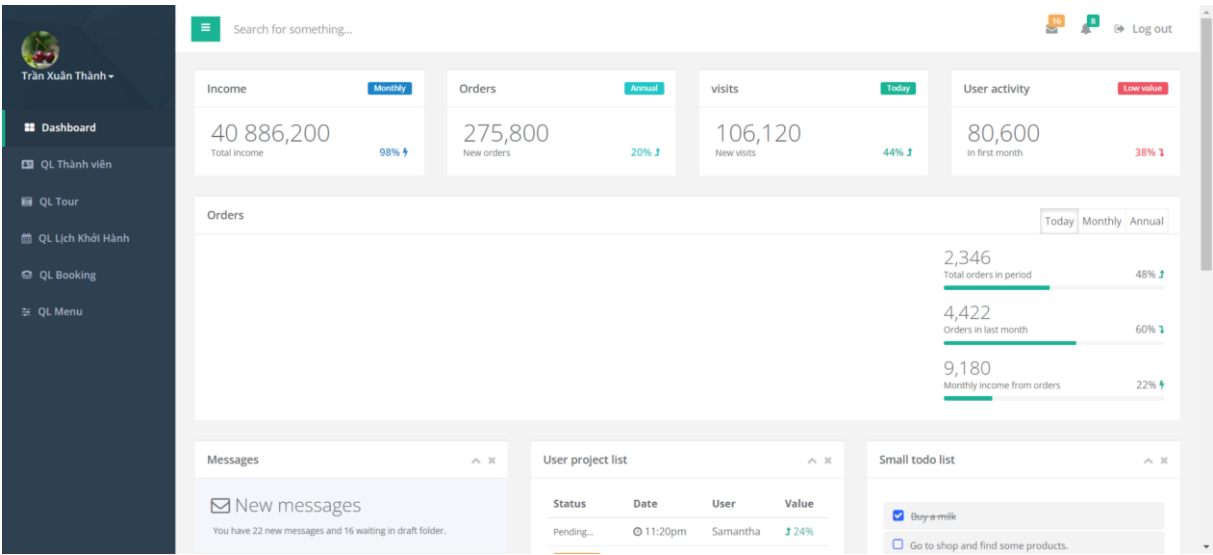 Trần Xuân Thành
Dashboard
QL Thành viên
QL Tour
QL Lịch Khởi Hành
QL Booking
QL Menu
Search for something...
16
8
Log out
Income
Monthly
40 886,200
Total income
98%
Orders
Annual
275,800
New orders
20%
visits
Today
106,120
New visits
44%
User activity
Low value
80,600
In first month
38%
Orders
Today Monthly Annual
2,346
Total orders in period 48%
4,422
Orders in last month 60%
9,180
Monthly income from orders 22%
Messages
New messages
You have 22 new messages and 16 waiting in draft folder.
User project list
Status Date User Value
Pending... 11:20pm Samantha 24%
Small todo list
Buy a milk
Go to shop and find some products.